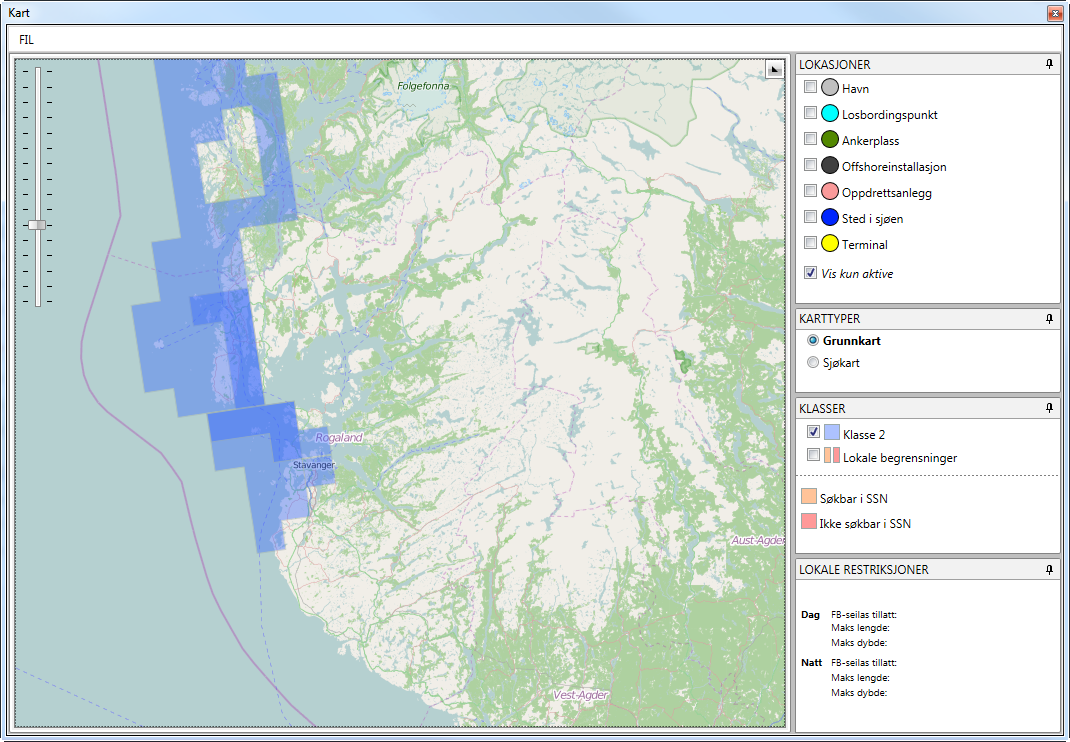 Kart
FIL
Folgefonna
Rogaland
Stavanger
Aust-Agder
Vest-Agder
LOKASJONER
Havn
Losbordingspunkt
Ankerplass
Offshoreinstallasjon
Oppdrettsanlegg
Sted i sjøen
Terminal
Vis kun aktive
KARTTYPER
Grunnkart
Sjøkart
KLASSER
Klasse 2
Lokale begrensninger
Søkbar i SSN
Ikke søkbar i SSN
LOKALE RESTRIKSJONER
Dag FB-seilas tillatt:
Maks lengde:
Maks dybde:
Natt FB-seilas tillatt:
Maks lengde:
Maks dybde: